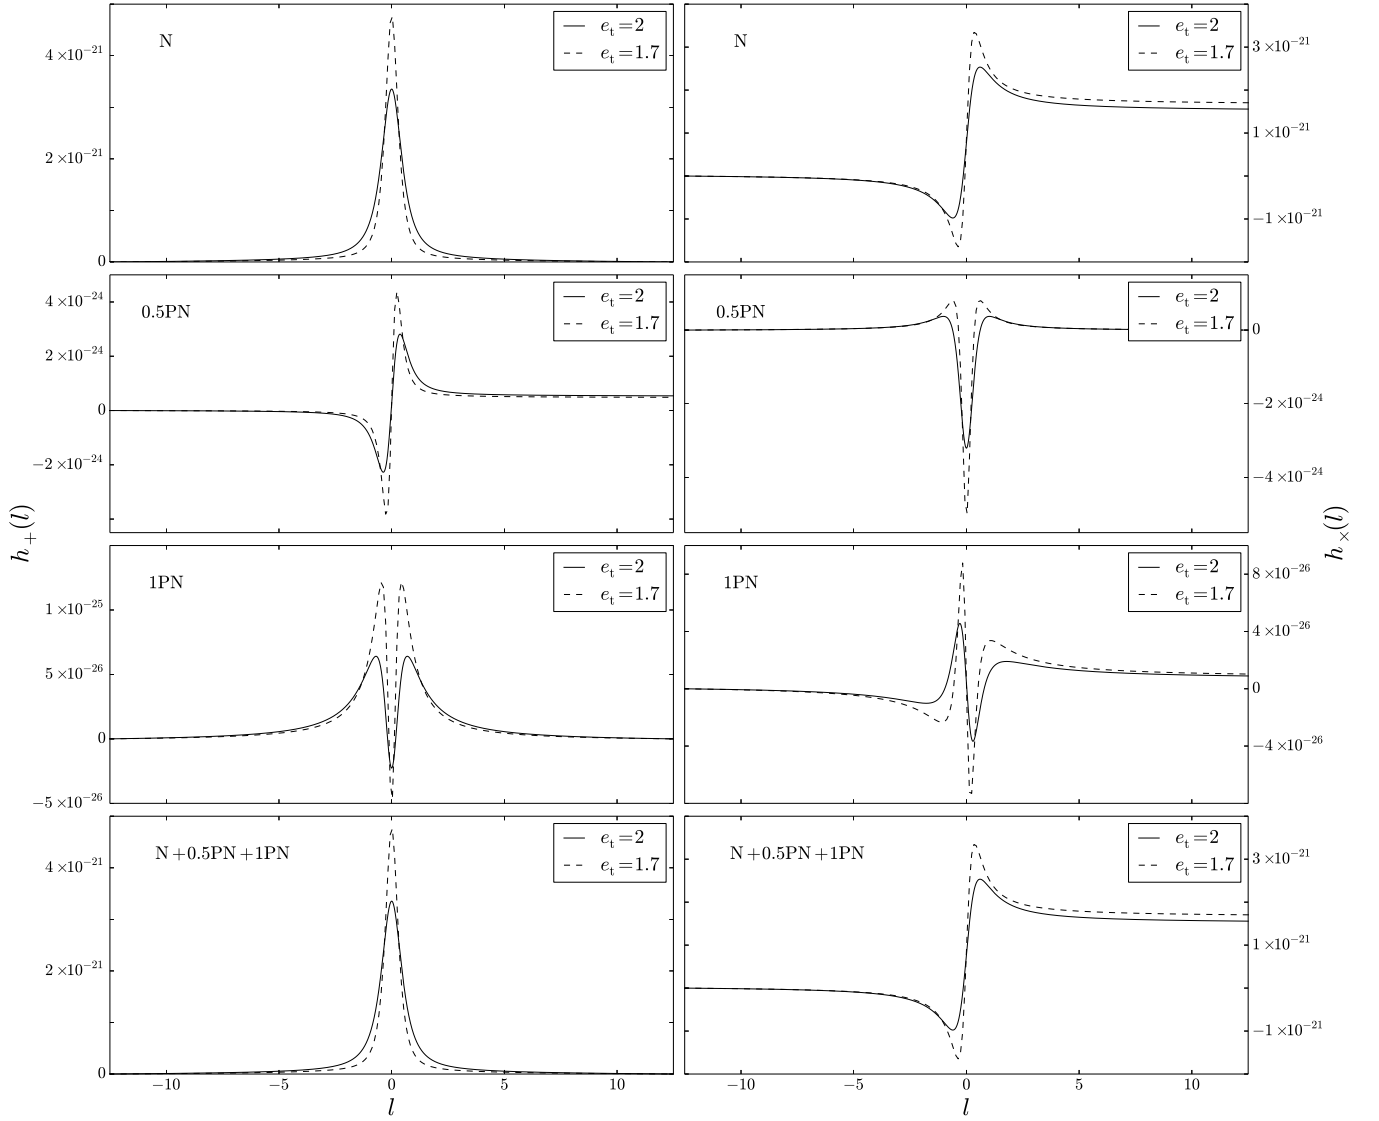 N
e_t=2
e_t=1.7
4×10^−21
2×10^−21
0
N
e_t=2
e_t=1.7
3×10^−21
1×10^−21
−1×10^−21
0.5PN
e_t=2
e_t=1.7
4×10^−24
2×10^−24
0
−2×10^−24
0.5PN
e_t=2
e_t=1.7
0
−2×10^−24
−4×10^−24
h_+(l)
h_×(l)
1PN
e_t=2
e_t=1.7
1×10^−25
5×10^−26
0
−5×10^−26
1PN
e_t=2
e_t=1.7
8×10^−26
4×10^−26
0
−4×10^−26
N+0.5PN+1PN
e_t=2
e_t=1.7
4×10^−21
2×10^−21
0
−10 −5 0 5 10
l
N+0.5PN+1PN
e_t=2
e_t=1.7
3×10^−21
1×10^−21
−1×10^−21
−10 −5 0 5 10
l